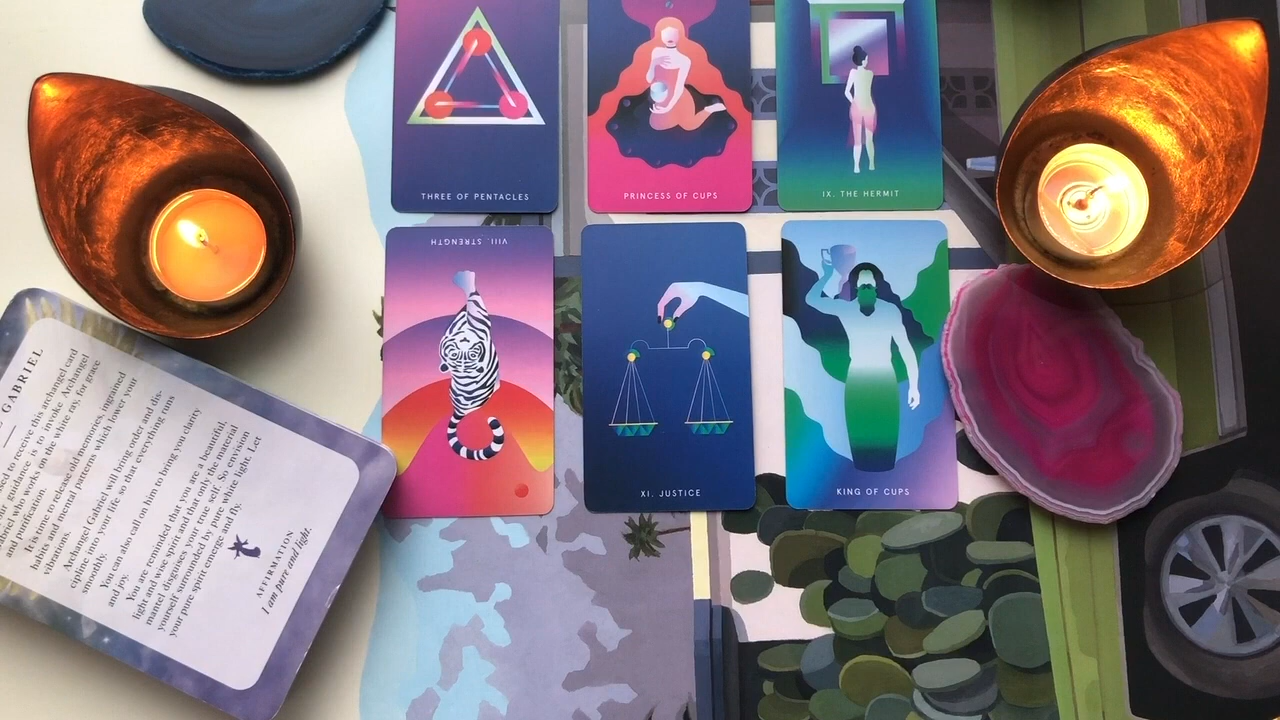 THREE OF PENTACLES
PRINCESS OF CUPS
IX. THE HERMIT
VIII. STRENGTH
XI. JUSTICE
KING OF CUPS
GABRIEL
to receive this archangel card
guidance is to invoke Archangel
who works on the white ray, for grace
and purification.
It is time to release old memories, ingrained
habits and mental patterns which lower your
vibrations.
Archangel Gabriel will bring order and dis-
cipline into your life so that everything runs
smoothly.
You can also call on him to bring you clarity
and joy.
You are reminded that you are a beautiful,
light and wise spirit and that only the material
mantel disguises your true self. So envision
yourself surrounded by pure white light. Let
your pure spirit emerge and fly.
AFFIRMATION
I am pure and light.